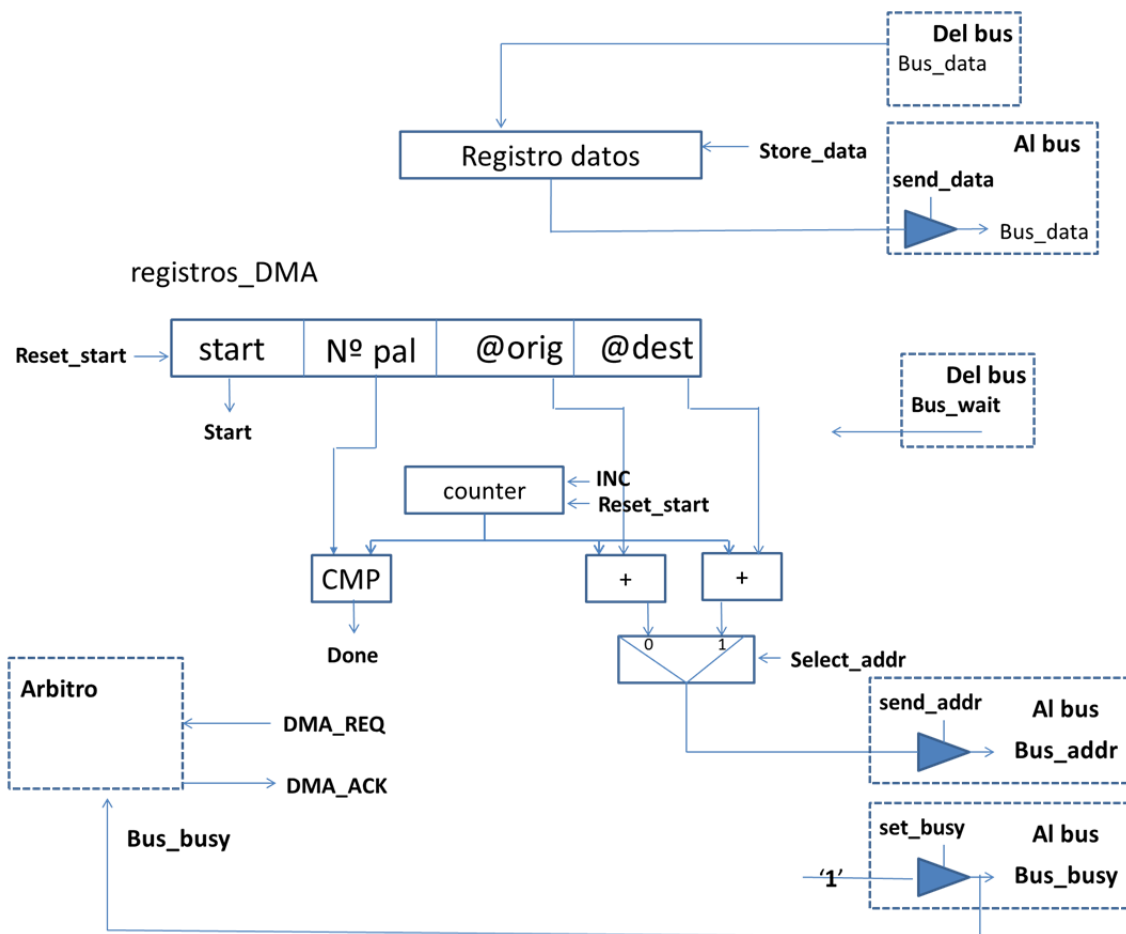 Del bus
Bus_data
Registro datos
Store_data
Al bus
send_data
Bus_data
registros_DMA
Reset_start
start
Nº pal
@orig
@dest
Start
Del bus
Bus_wait
counter
INC
Reset_start
CMP
+
+
Done
0
1
Select_addr
Arbitro
DMA_REQ
DMA_ACK
send_addr
Al bus
Bus_addr
Bus_busy
set_busy
Al bus
'1'
Bus_busy